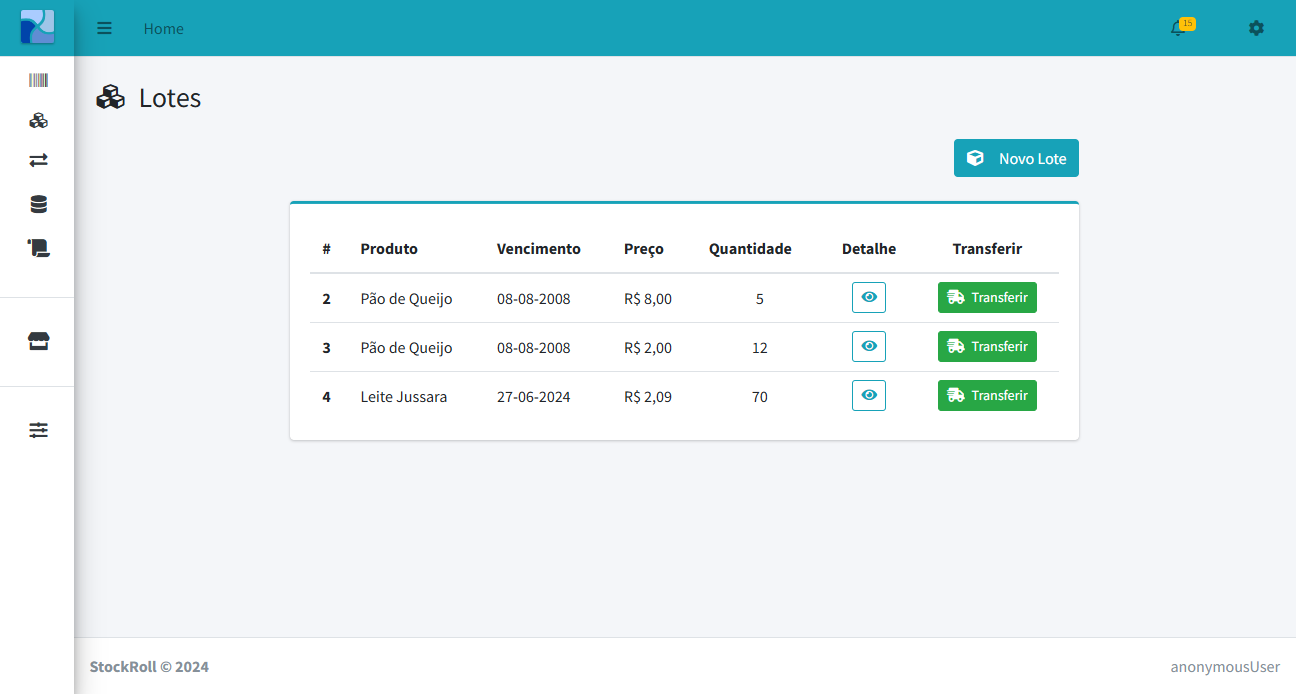 Home
15
Lotes
Novo Lote
# Produto Vencimento Preço Quantidade Detalhe Transferir
2 Pão de Queijo 08-08-2008 R$ 8,00 5 Transferir
3 Pão de Queijo 08-08-2008 R$ 2,00 12 Transferir
4 Leite Jussara 27-06-2024 R$ 2,09 70 Transferir
StockRoll © 2024 anonymousUser